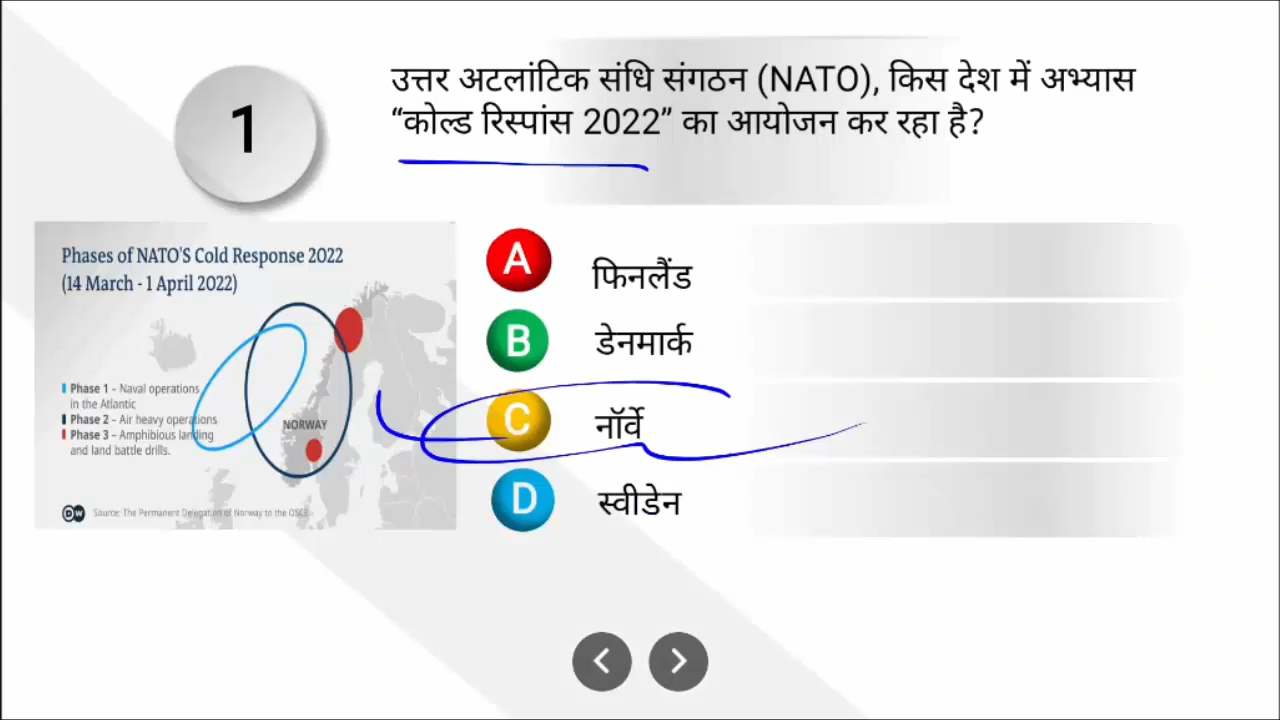 1
उत्तर अटलांटिक संधि संगठन (NATO), किस देश में अभ्यास
“कोल्ड रिस्पांस 2022” का आयोजन कर रहा है?
Phases of NATO'S Cold Response 2022
(14 March - 1 April 2022)
Phase 1 – Naval operations
in the Atlantic
Phase 2 – Air heavy operations
Phase 3 – Amphibious landing
and land battle drills.
NORWAY
DW
Source: The Permanent Delegation of Norway to the OSCE
A फिनलैंड
B डेनमार्क
C नॉर्वे
D स्वीडेन